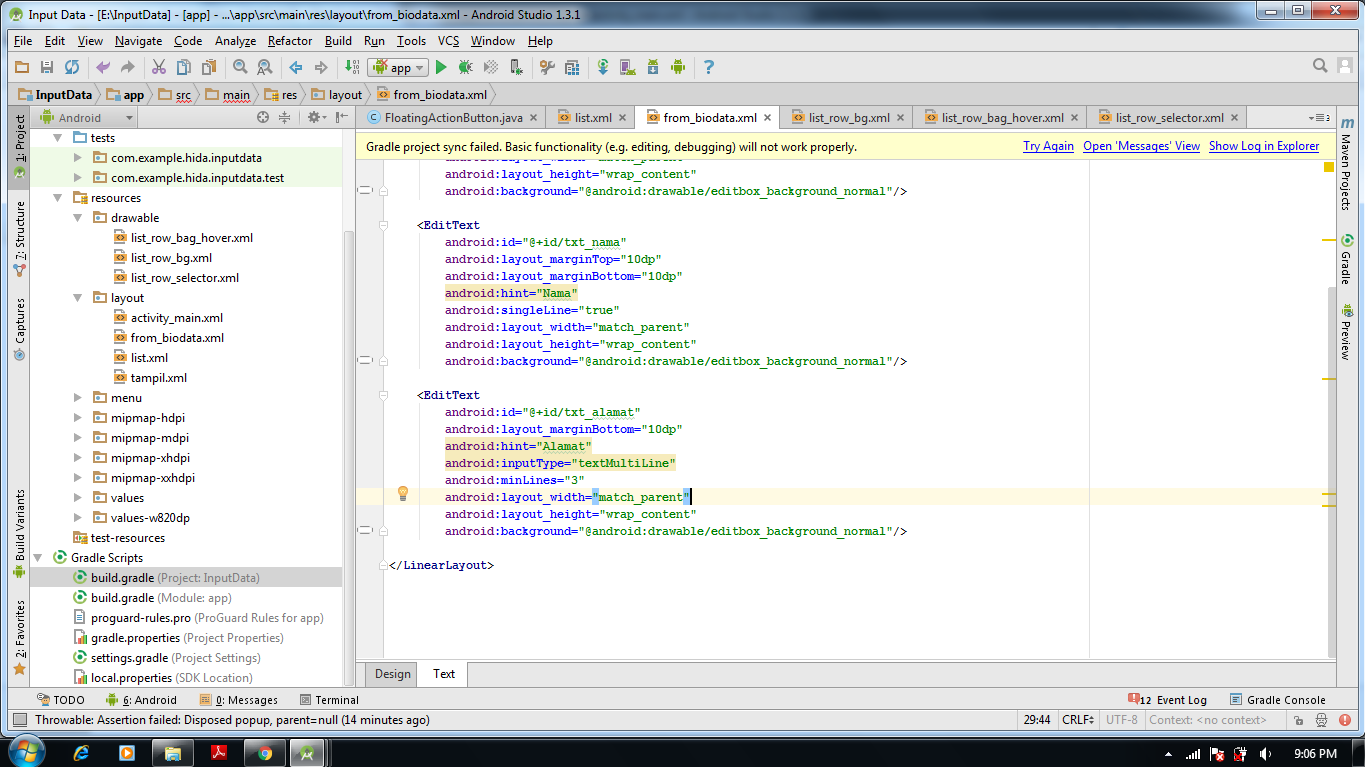 Input Data - [E:\InputData] - [app] - ...\app\src\main\res\layout\from_biodata.xml - Android Studio 1.3.1
File Edit View Navigate Code Analyze Refactor Build Run Tools VCS Window Help
app
InputData app src main res layout from_biodata.xml
Android
FloatingActionButton.java list.xml from_biodata.xml list_row_bg.xml list_row_bag_hover.xml list_row_selector.xml
Gradle project sync failed. Basic functionality (e.g. editing, debugging) will not work properly. Try Again Open 'Messages' View Show Log in Explorer
1: Project
7: Structure
Captures
Build Variants
2: Favorites
tests
com.example.hida.inputdata
com.example.hida.inputdata.test
resources
drawable
list_row_bag_hover.xml
list_row_bg.xml
list_row_selector.xml
layout
activity_main.xml
from_biodata.xml
list.xml
tampil.xml
menu
mipmap-hdpi
mipmap-mdpi
mipmap-xhdpi
mipmap-xxhdpi
values
values-w820dp
test-resources
Gradle Scripts
build.gradle (Project: InputData)
build.gradle (Module: app)
proguard-rules.pro (ProGuard Rules for app)
gradle.properties (Project Properties)
settings.gradle (Project Settings)
local.properties (SDK Location)
android:layout_width="match_parent"
android:layout_height="wrap_content"
android:background="@android:drawable/editbox_background_normal"/>
<EditText
android:id="@+id/txt_nama"
android:layout_marginTop="10dp"
android:layout_marginBottom="10dp"
android:hint="Nama"
android:singleLine="true"
android:layout_width="match_parent"
android:layout_height="wrap_content"
android:background="@android:drawable/editbox_background_normal"/>
<EditText
android:id="@+id/txt_alamat"
android:layout_marginBottom="10dp"
android:hint="Alamat"
android:inputType="textMultiLine"
android:minLines="3"
android:layout_width="match_parent"
android:layout_height="wrap_content"
android:background="@android:drawable/editbox_background_normal"/>
</LinearLayout>
Design Text
m
Maven Projects
Gradle
Preview
TODO 6: Android 0: Messages Terminal 12 Event Log Gradle Console
Throwable: Assertion failed: Disposed popup, parent=null (14 minutes ago) 29:44 CRLF UTF-8 Context: <no context>
9:06 PM